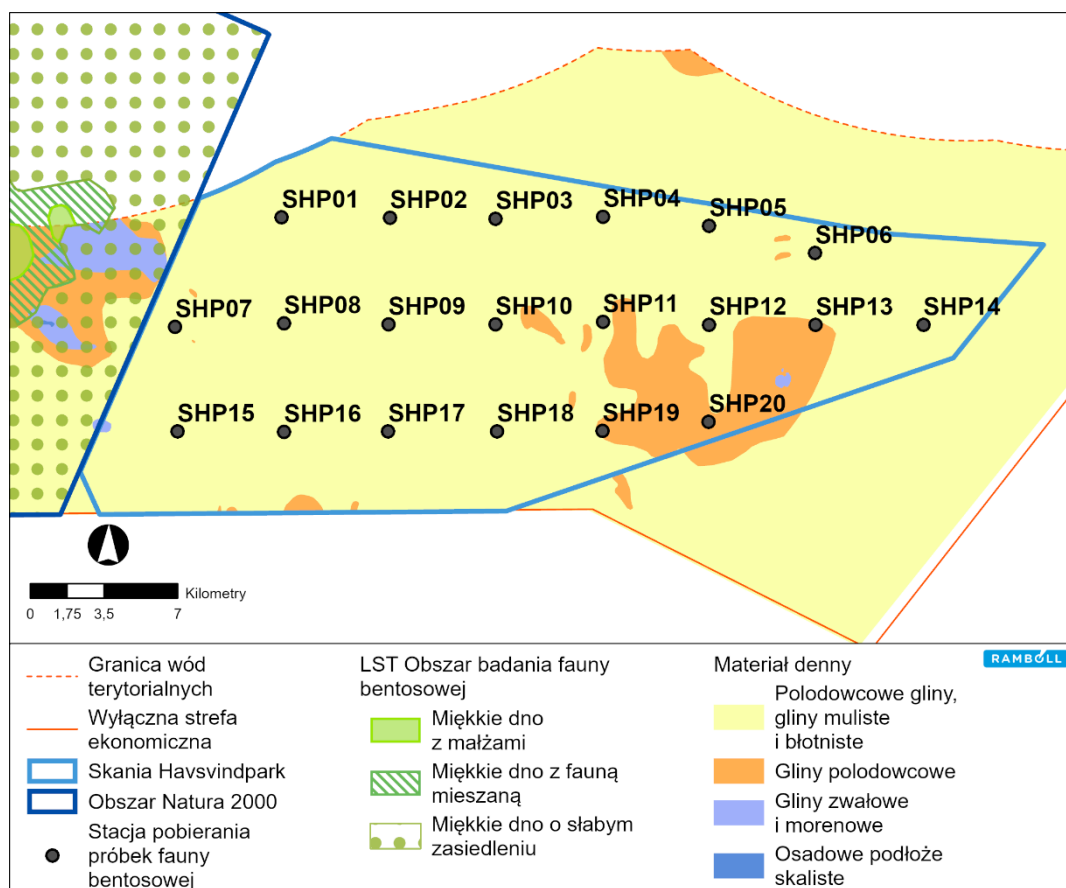 SHP01
SHP02
SHP03
SHP04
SHP05
SHP06
SHP07
SHP08
SHP09
SHP10
SHP11
SHP12
SHP13
SHP14
SHP15
SHP16
SHP17
SHP18
SHP19
SHP20
Kilometry
0 1,75 3,5 7
Granica wód
terytorialnych
Wyłączna strefa
ekonomiczna
Skania Havsvindpark
Obszar Natura 2000
Stacja pobierania
próbek fauny
bentosowej
LST Obszar badania fauny
bentosowej
Miękkie dno
z małżami
Miękkie dno z fauną
mieszaną
Miękkie dno o słabym
zasiedleniu
Materiał denny
RAMBOLL
Polodowcowe gliny,
gliny muliste
i błotniste
Gliny polodowcowe
Gliny zwałowe
i morenowe
Osadowe podłoże
skaliste